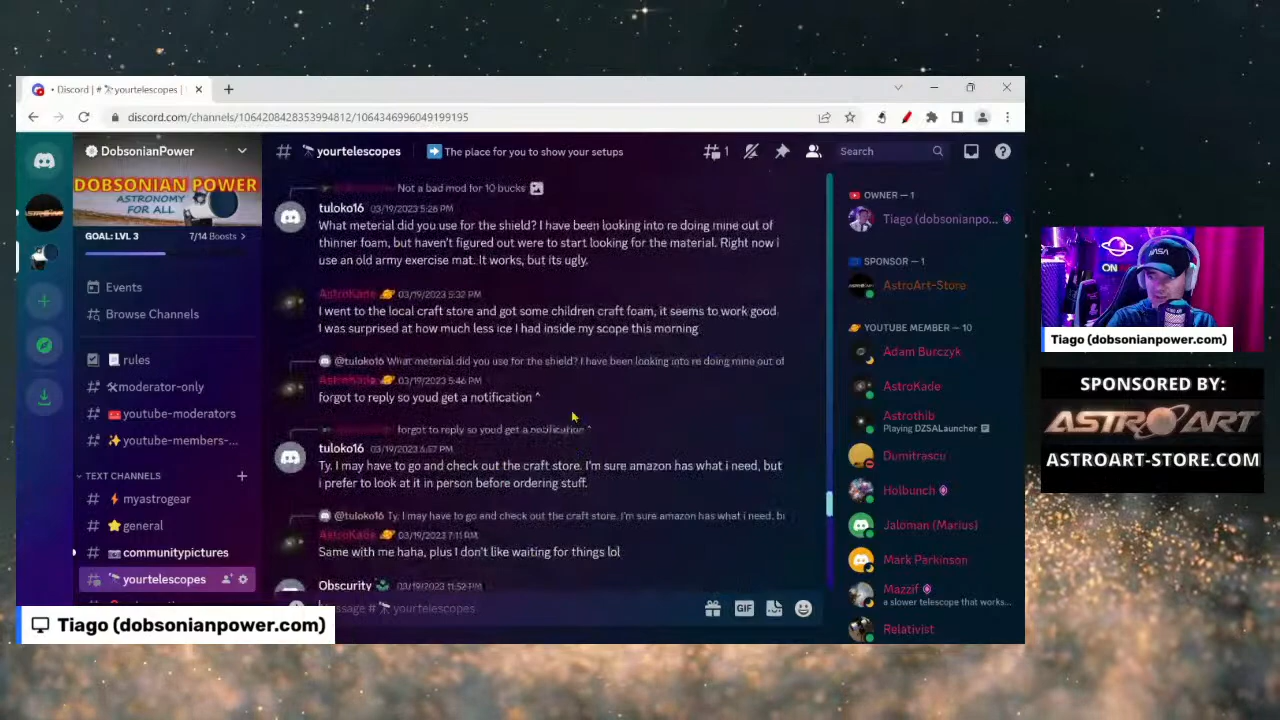 Discord | # yourtelescopes |
discord.com/channels/1064208428353994812/1064346996049199195
DobsonianPower
DOBSONIAN POWER
ASTRONOMY
FOR ALL
GOAL: LVL 3
7/14 Boosts >
Events
Browse Channels
rules
moderator-only
youtube-moderators
youtube-members-...
TEXT CHANNELS
myastrogear
general
communitypictures
yourtelescopes
# yourtelescopes
The place for you to show your setups
1
Search
Not a bad mod for 10 bucks
tuloko16 03/19/2023 5:26 PM
What meterial did you use for the shield? I have been looking into re doing mine out of
thinner foam, but haven't figured out were to start looking for the material. Right now i
use an old army exercise mat. It works, but its ugly.
AstroKade 03/19/2023 5:32 PM
I went to the local craft store and got some children craft foam, it seems to work good
I was surprised at how much less ice I had inside my scope this morning
@tuloko16 What meterial did you use for the shield? I have been looking into re doing mine out of
AstroKade 03/19/2023 5:46 PM
forgot to reply so youd get a notification ^
forgot to reply so youd get a notification ^
tuloko16 03/19/2023 6:57 PM
Ty. I may have to go and check out the craft store. I'm sure amazon has what i need, but
i prefer to look at it in person before ordering stuff.
@tuloko16 Ty. I may have to go and check out the craft store. I'm sure amazon has what i need, b
AstroKade 03/19/2023 7:11 PM
Same with me haha, plus I don't like waiting for things lol
Obscurity 03/19/2023 11:52 PM
Message # yourtelescopes
GIF
OWNER — 1
Tiago (dobsonianpo...
SPONSOR — 1
AstroArt-Store
YOUTUBE MEMBER — 10
Adam Burczyk
AstroKade
Astrothib
Playing DZSALauncher
Dumitrascu
Holbunch
Jaloman (Marius)
Mark Parkinson
Mazzif
a slower telescope that works...
Relativist
Tiago (dobsonianpower.com)
NASA
ON
Tiago (dobsonianpower.com)
SPONSORED BY:
ASTROART
ASTROART-STORE.COM